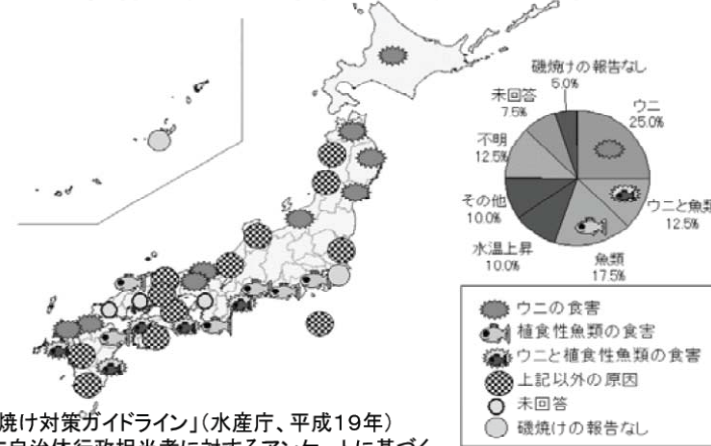 磯焼けの報告なし
5.0%
未回答
7.5%
ウニ
25.0%
不明
12.5%
その他
10.0%
ウニと魚類
12.5%
水温上昇
10.0%
魚類
17.5%
ウニの食害
植食性魚類の食害
ウニと植食性魚類の食害
上記以外の原因
未回答
磯焼けの報告なし
焼け対策ガイドライン」(水産庁、平成19年)
自治体行政担当者に対するアンケートに基づく